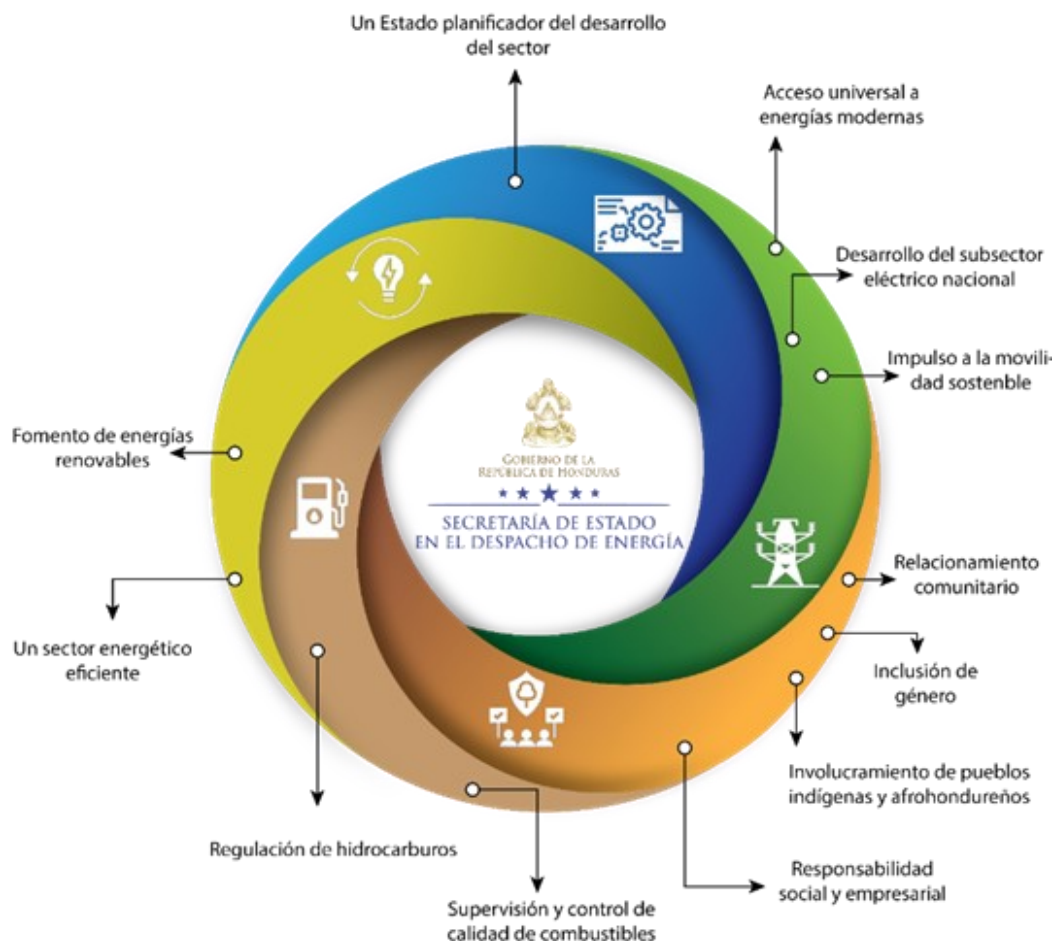 Un Estado planificador del desarrollo
del sector
Acceso universal a
energías modernas
Desarrollo del subsector
eléctrico nacional
Impulso a la movili-
dad sostenble
Fomento de energías
renovables
GOBIERNO DE LA
REPÚBLICA DE HONDURAS
SECRETARÍA DE ESTADO
EN EL DESPACHO DE ENERGÍA
Relacionamiento
comunitario
Un sector energético
eficiente
Inclusión de
género
Involucramiento de pueblos
indígenas y afrohondureños
Regulación de hidrocarburos
Responsabilidad
social y empresarial
Supervisión y control de
calidad de combustibles